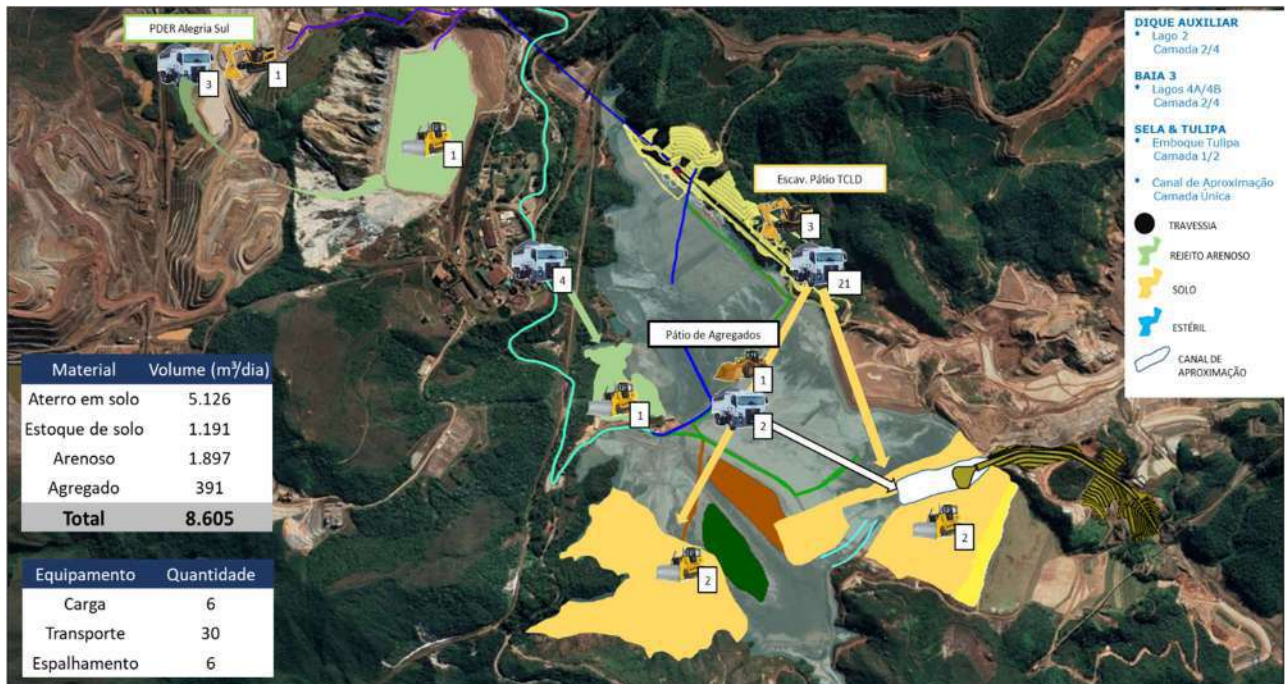 PDER Alegria Sul
3
1
1
Escav. Pátio TCLD
3
21
4
Pátio de Agregados
1
2
1
2
2
DIQUE AUXILIAR
• Lago 2
Camada 2/4
BAIA 3
• Lagos 4A/4B
Camada 2/4
SELA & TULIPA
• Emboque Tulipa
Camada 1/2
• Canal de Aproximação
Camada Única
TRAVESSIA
REJEITO ARENOSO
SOLO
ESTÉRIL
CANAL DE
APROXIMAÇÃO
Material Volume (m³/dia)
Aterro em solo 5.126
Estoque de solo 1.191
Arenoso 1.897
Agregado 391
Total 8.605
Equipamento Quantidade
Carga 6
Transporte 30
Espalhamento 6